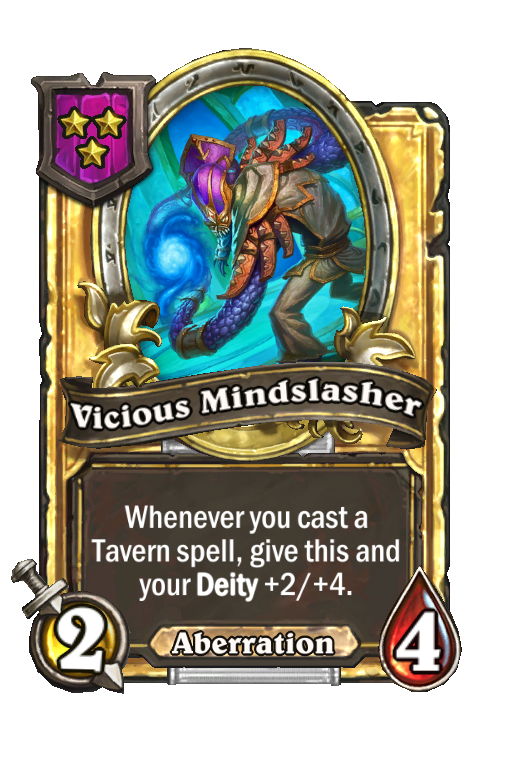 Vicious Mindslasher
Whenever you cast a
Tavern spell, give this and
your Deity +2/+4.
2
Aberration
4